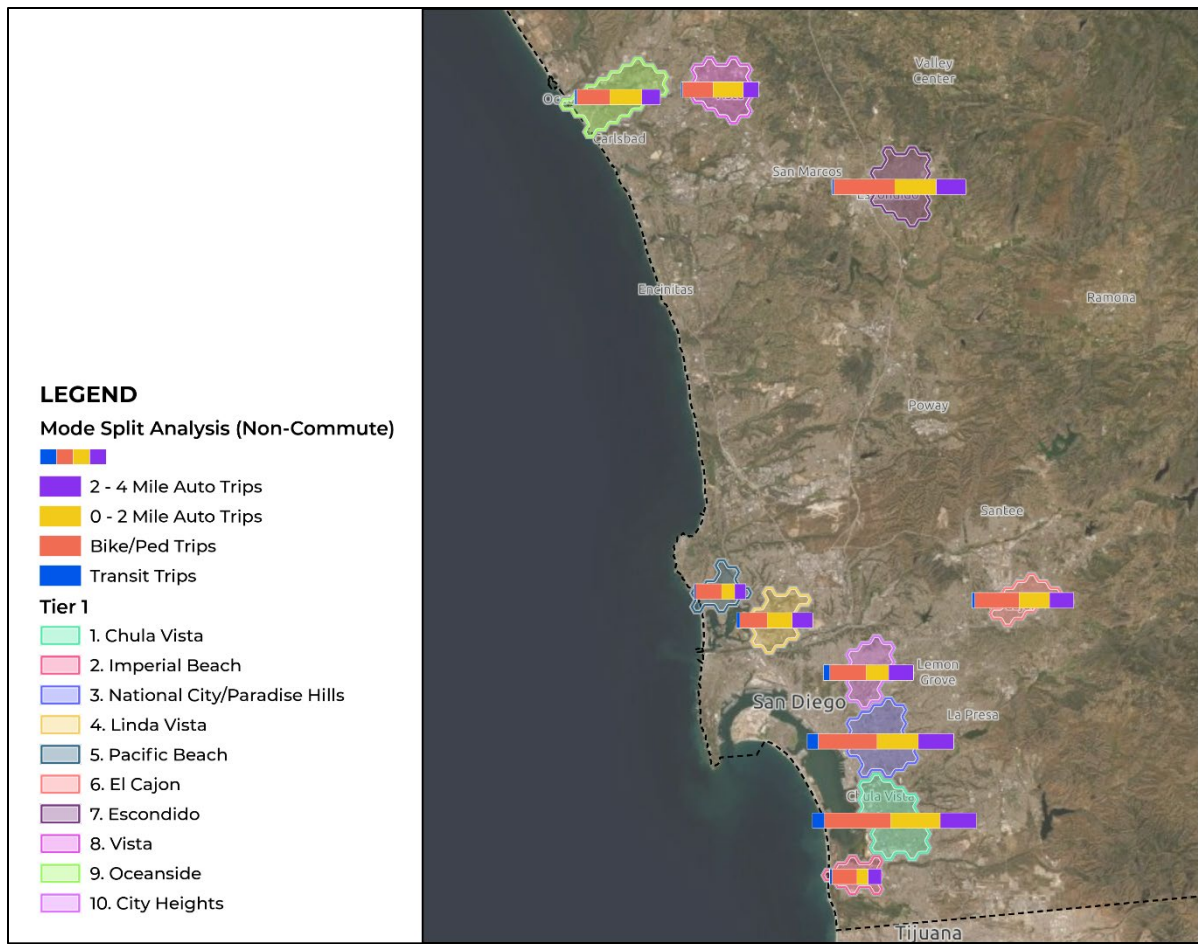 LEGEND
Mode Split Analysis (Non-Commute)
2 - 4 Mile Auto Trips
0 - 2 Mile Auto Trips
Bike/Ped Trips
Transit Trips
Tier 1
1. Chula Vista
2. Imperial Beach
3. National City/Paradise Hills
4. Linda Vista
5. Pacific Beach
6. El Cajon
7. Escondido
8. Vista
9. Oceanside
10. City Heights
Valley
Center
Carlsbad
San Marcos
Encinitas
Ramona
Poway
Santee
Lemon
Grove
San Diego
La Presa
Chula Vista
Tijuana